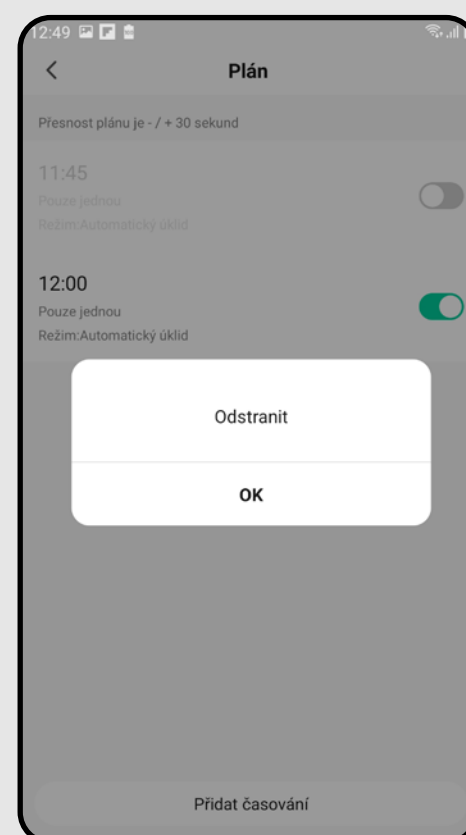 12:49
Plán
Přesnost plánu je - / + 30 sekund
11:45
Pouze jednou
Režim:Automatický úklid
12:00
Pouze jednou
Režim:Automatický úklid
Odstranit
OK
Přidat časování